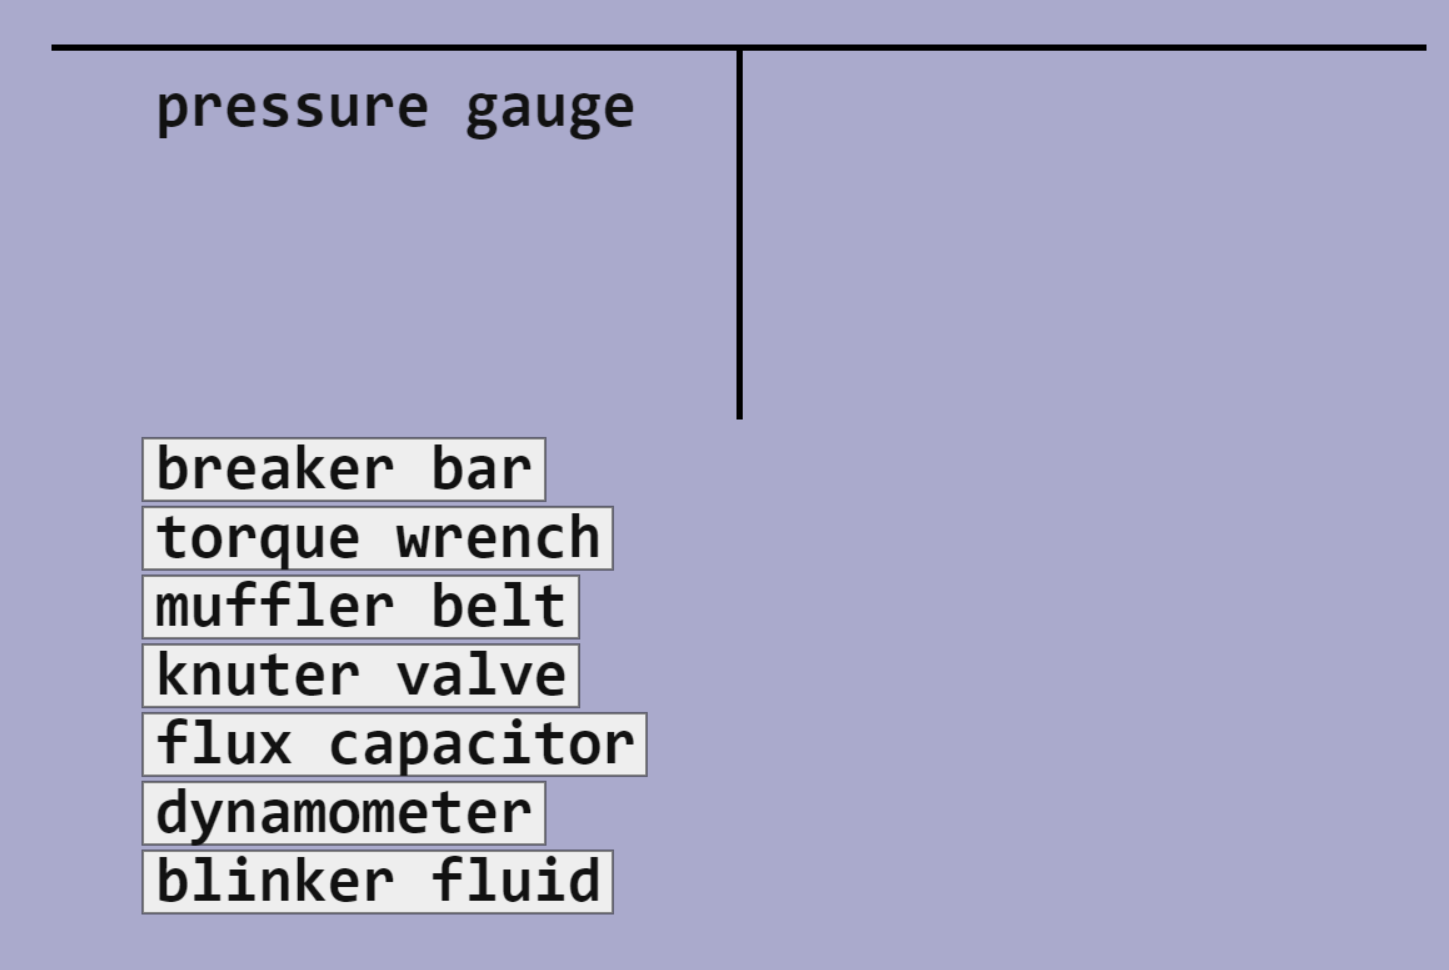 pressure gauge
breaker bar
torque wrench
muffler belt
knuter valve
flux capacitor
dynamometer
blinker fluid